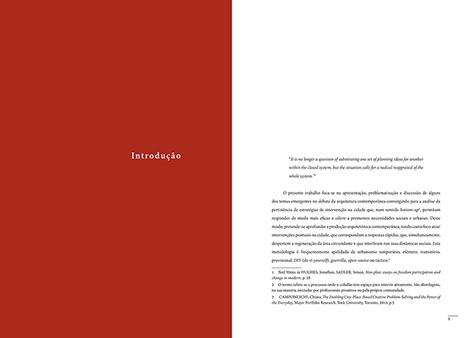 Introdução
"It is no longer a question of substituting one set of planning ideas for another
within the closed system, but the situation calls for a radical reappraisal of the
whole system."¹
O presente trabalho foca-se na apresentação, problematização e discussão de alguns
dos temas emergentes no debate da arquitetura contemporânea convergindo para a análise da
pertinência de estratégias de intervenção na cidade que, num sentido bottom-up², permitam
responder de modo mais eficaz e célere a prementes necessidades sociais e urbanas. Deste
modo, pretende-se aprofundar a produção arquitetónica contemporânea, tendo como foco atos/
intervenções pontuais na cidade, que correspondam a respostas rápidas, que, simultaneamente,
despertem a regeneração da área circundante e que interfiram nas suas dinâmicas sociais. Esta
metodologia é frequentemente apelidada de urbanismo temporário, efémero, transitório,
provisional, DIY (do-it-yourself), guerrilla, open source ou táctico.³
1 Ned Wates in HUGHES, Jonathan, SADLER, Simon, Non-plan: essays on freedom participation and
change in modern, p.18
2 O termo refere-se a processos onde o cidadão tem espaço para intervir ativamente. São abordagens,
na sua maioria, iniciadas por profissionais proativos ou pela própria comunidade.
3 CAMPONESCHI, Chiara, The Enabling City: Place-Based Creative Problem-Solving and the Power of
the Everyday, Major Portfolio Research, York University, Toronto, 2010, p.5